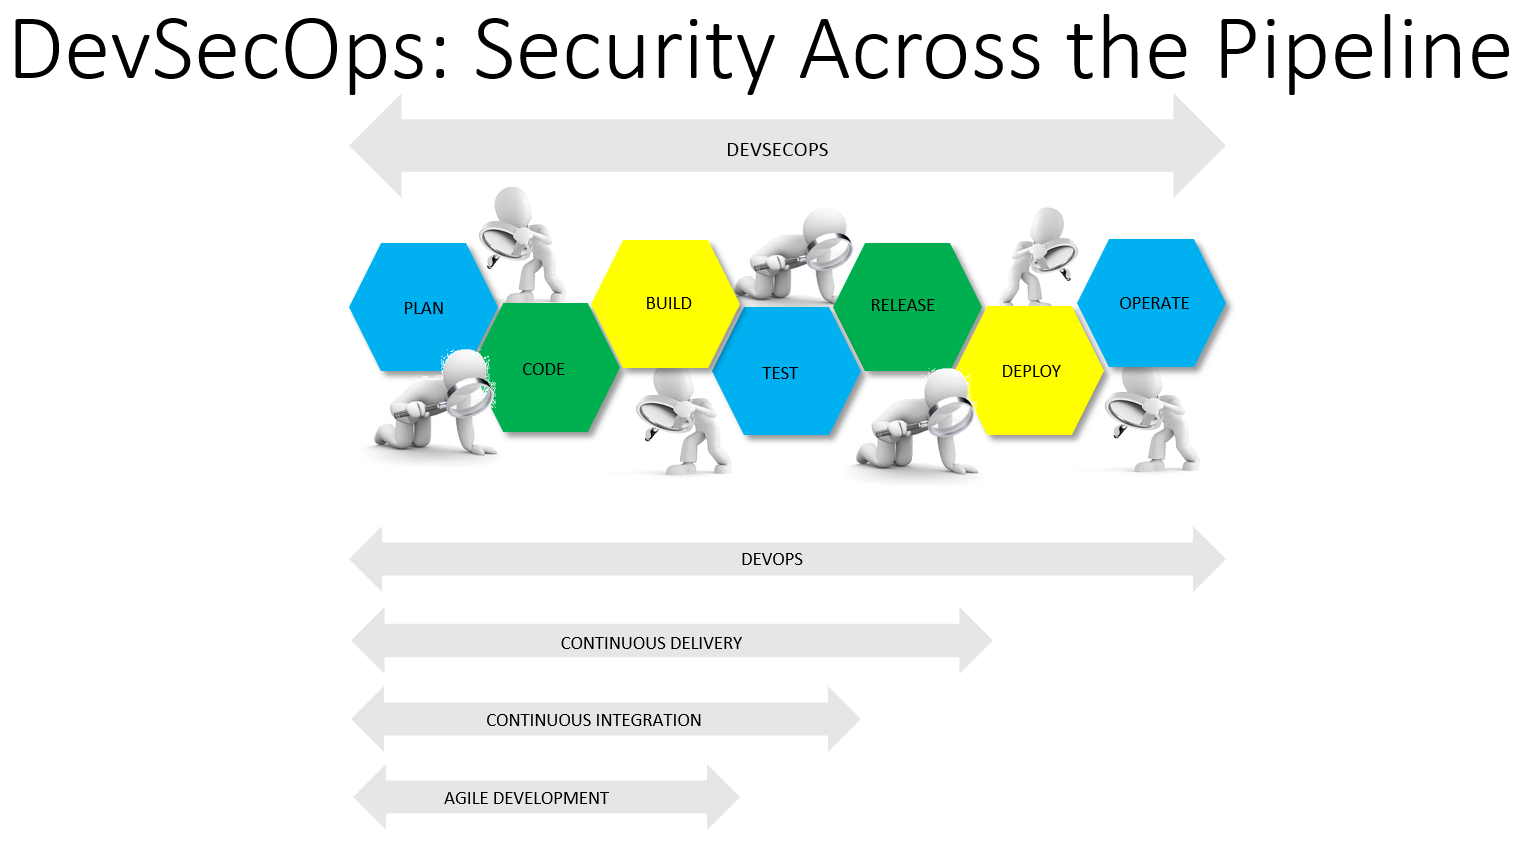 DevSecOps: Security Across the Pipeline
DEVSECOPS
PLAN
CODE
BUILD
TEST
RELEASE
DEPLOY
OPERATE
DEVOPS
CONTINUOUS DELIVERY
CONTINUOUS INTEGRATION
AGILE DEVELOPMENT